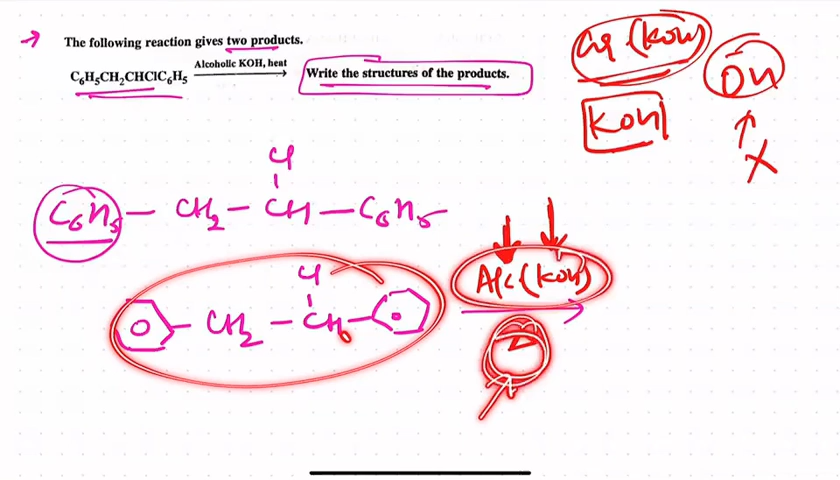 The following reaction gives two products.
C₆H₅CH₂CHClC₆H₅ Alcoholic KOH, heat Write the structures of the products.
aq (KOH)
ŌH
KOH
X
Cl
C₆H₅ — CH₂ — CH — C₆H₅
Cl
CH₂ — CH —
Alc (KOH)
Δ